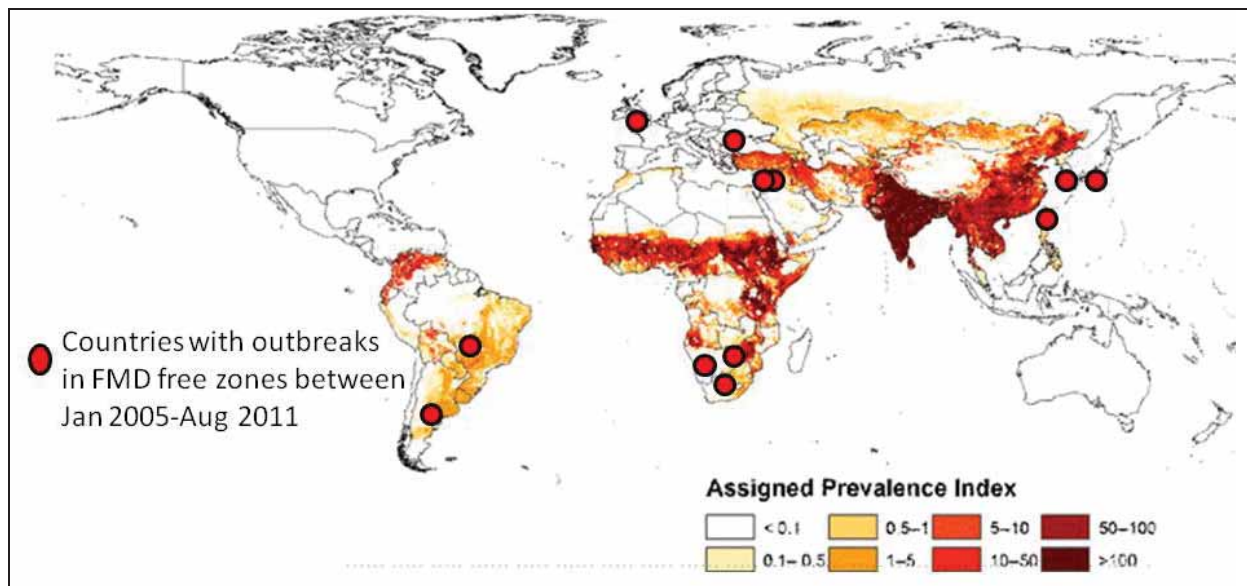 Countries with outbreaks
in FMD free zones between
Jan 2005-Aug 2011
Assigned Prevalence Index
< 0.1 0.5–1 5–10 50–100
0.1–0.5 1–5 10–50 >100